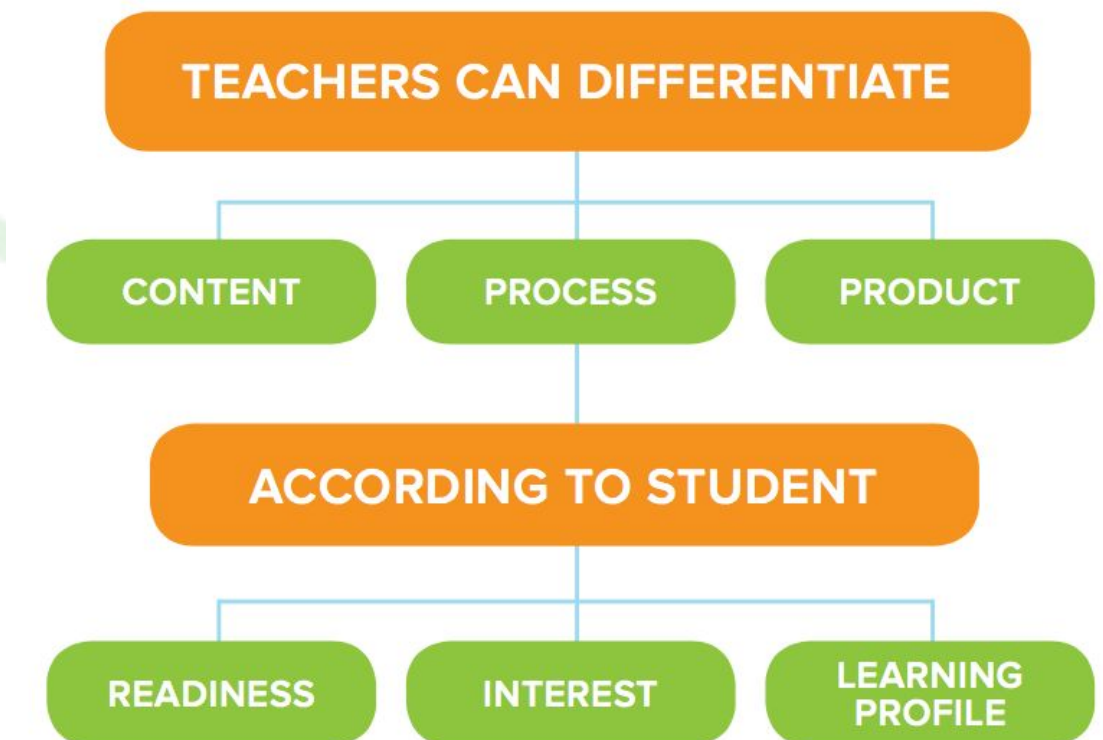 TEACHERS CAN DIFFERENTIATE
CONTENT
PROCESS
PRODUCT
ACCORDING TO STUDENT
READINESS
INTEREST
LEARNING
PROFILE